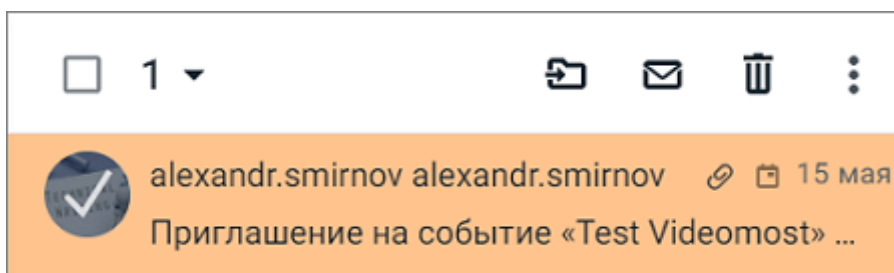 1
alexandr.smirnov alexandr.smirnov 15 мая
Приглашение на событие «Test Videomost» ...